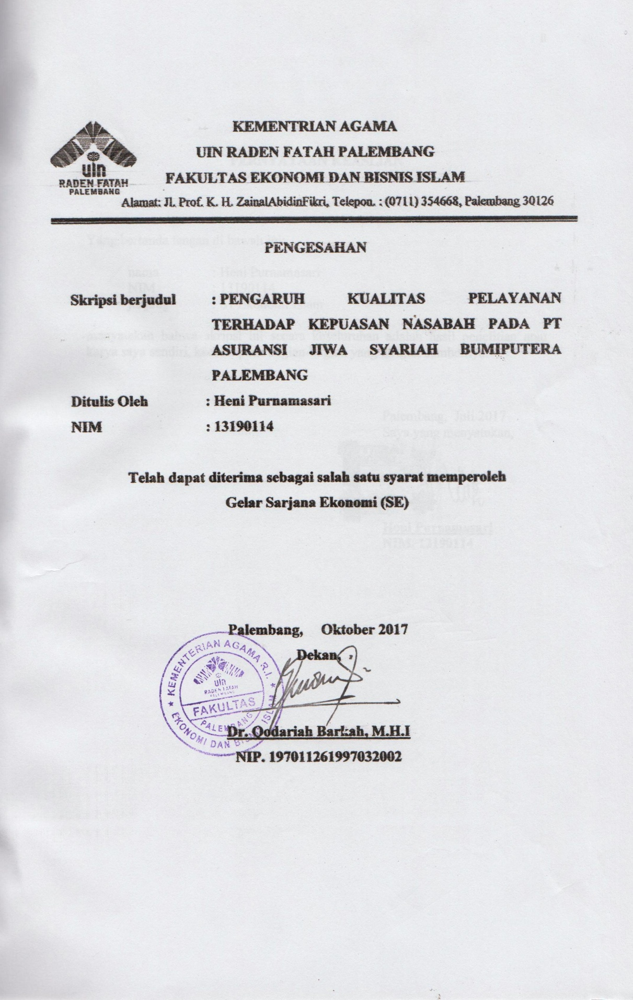 KEMENTRIAN AGAMA
UIN RADEN FATAH PALEMBANG
FAKULTAS EKONOMI DAN BISNIS ISLAM
uin
RADEN FATAH
PALEMBANG
Alamat: Jl. Prof. K. H. ZainalAbidinFikri, Telepon. : (0711) 354668, Palembang 30126
PENGESAHAN
Skripsi berjudul : PENGARUH KUALITAS PELAYANAN
TERHADAP KEPUASAN NASABAH PADA PT
ASURANSI JIWA SYARIAH BUMIPUTERA
PALEMBANG
Ditulis Oleh : Heni Purnamasari
NIM : 13190114
Telah dapat diterima sebagai salah satu syarat memperoleh
Gelar Sarjana Ekonomi (SE)
Palembang, Oktober 2017
Dekan,
KEMENTERIAN AGAMA R.I.
uin
RADEN FATAH
PALEMBANG
FAKULTAS
PALEMBANG
EKONOMI DAN BISNIS ISLAM
Dr. Qodariah Barkah, M.H.I
NIP. 197011261997032002